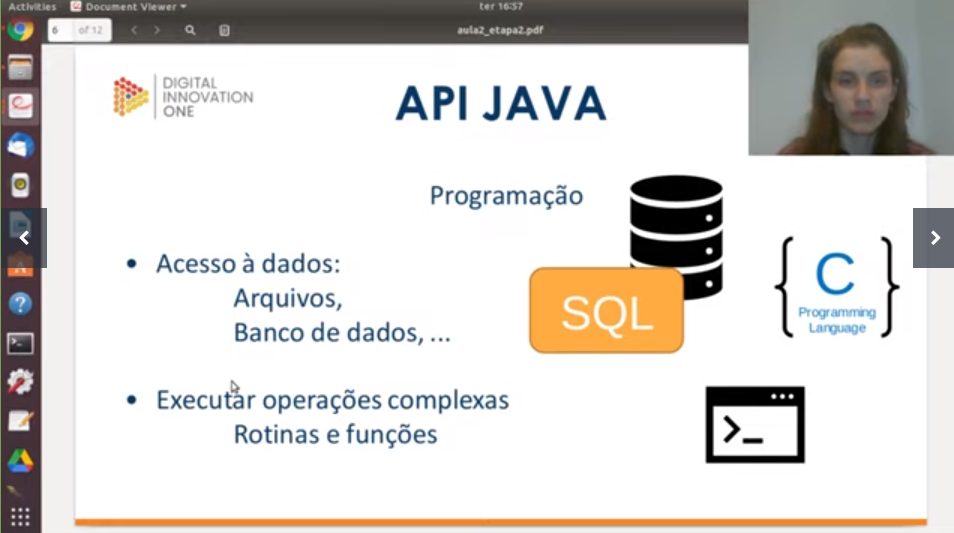 Activities
Document Viewer
ter 16:57
6
of 12
aula2_etapa2.pdf
DIGITAL
INNOVATION
ONE
API JAVA
Programação
Acesso à dados:
Arquivos,
Banco de dados, ...
SQL
C
Programming
Language
Executar operações complexas
Rotinas e funções